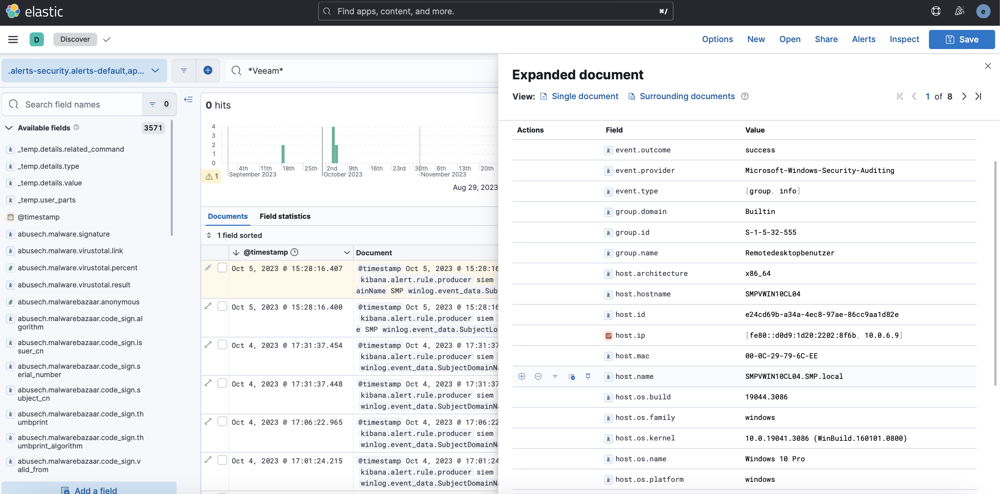 elastic
Find apps, content, and more.
⌘/
e
D
Discover
Options
New
Open
Share
Alerts
Inspect
Save
.alerts-security.alerts-default,ap...
*Veeam*
Search field names
0
Available fields
3571
k _temp.details.related_command
k _temp.details.type
k _temp.details.value
k _temp.user_parts
@timestamp
k abusech.malware.signature
k abusech.malware.virustotal.link
# abusech.malware.virustotal.percent
k abusech.malware.virustotal.result
# abusech.malwarebazaar.anonymous
k abusech.malwarebazaar.code_sign.al
gorithm
k abusech.malwarebazaar.code_sign.is
suer_cn
k abusech.malwarebazaar.code_sign.s
erial_number
k abusech.malwarebazaar.code_sign.s
ubject_cn
k abusech.malwarebazaar.code_sign.th
umbprint
k abusech.malwarebazaar.code_sign.th
umbprint_algorithm
k abusech.malwarebazaar.code_sign.v
alid_from
Add a field
0 hits
4
3
2
1
0
4th 11th 18th 25th 2nd 9th 16th 23rd 30th 6th 13th 20th
September 2023 October 2023 November 2023
1
Aug 29, 2023
Documents
Field statistics
1 field sorted
@timestamp
Document
Oct 5, 2023 @ 15:28:16.407
@timestamp Oct 5, 2023 @ 15:28:16
kibana.alert.rule.producer siem
ainName SMP winlog.event_data.Sub
Oct 5, 2023 @ 15:28:16.400
@timestamp Oct 5, 2023 @ 15:28:16
kibana.alert.rule.producer siem
e SMP winlog.event_data.SubjectLo
Oct 4, 2023 @ 17:31:37.454
@timestamp Oct 4, 2023 @ 17:31:37
kibana.alert.rule.producer siem
winlog.event_data.SubjectDomainNa
Oct 4, 2023 @ 17:31:37.448
@timestamp Oct 4, 2023 @ 17:31:37
kibana.alert.rule.producer siem
winlog.event_data.SubjectDomainNa
Oct 4, 2023 @ 17:06:22.965
@timestamp Oct 4, 2023 @ 17:06:22
kibana.alert.rule.producer siem
winlog.event_data.SubjectDomainNa
Oct 4, 2023 @ 17:01:24.215
@timestamp Oct 4, 2023 @ 17:01:24
kibana.alert.rule.producer siem
winlog.event_data.SubjectDomainNa
Expanded document
View: Single document Surrounding documents
1 of 8
Actions Field Value
k event.outcome success
k event.provider Microsoft-Windows-Security-Auditing
k event.type [group, info]
k group.domain Builtin
k group.id S-1-5-32-555
k group.name Remotedesktopbenutzer
k host.architecture x86_64
k host.hostname SMPVWIN10CL04
k host.id e24cd69b-a34a-4ec8-97ae-86cc9aa1d82e
IP host.ip [fe80::d0d9:1d20:2202:8f6b, 10.0.6.9]
k host.mac 00-0C-29-79-6C-EE
k host.name SMPVWIN10CL04.SMP.local
k host.os.build 19044.3086
k host.os.family windows
k host.os.kernel 10.0.19041.3086 (WinBuild.160101.0800)
k host.os.name Windows 10 Pro
k host.os.platform windows